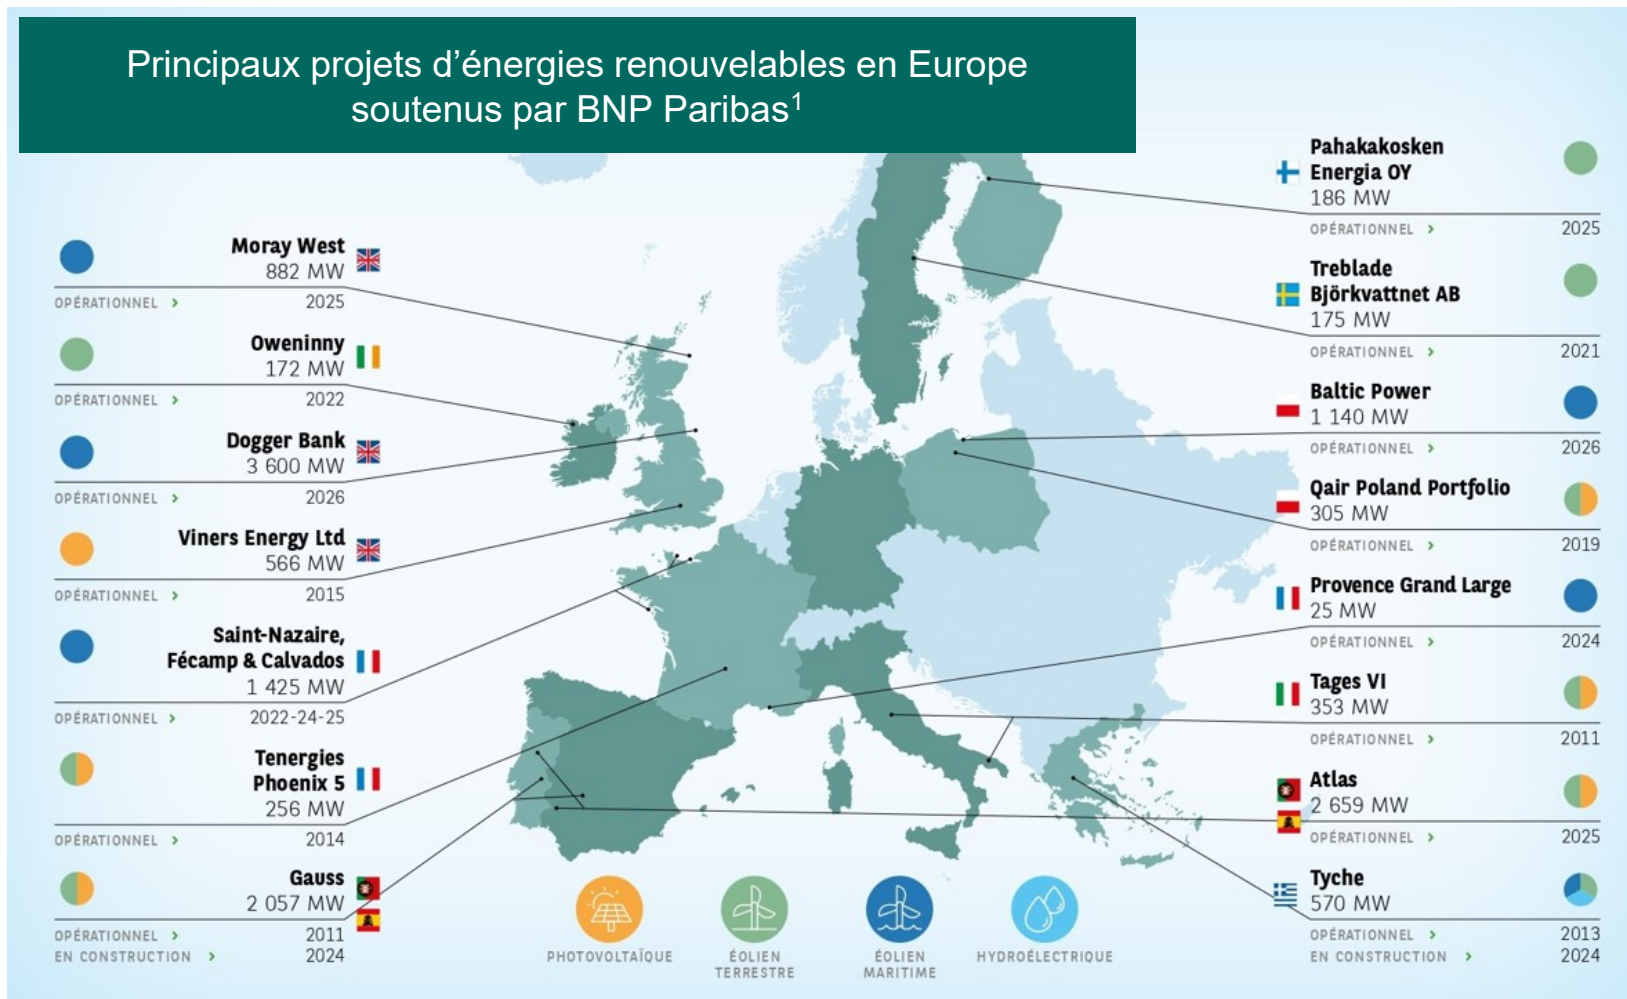 Principaux projets d’énergies renouvelables en Europe
soutenus par BNP Paribas¹
Moray West
882 MW
OPÉRATIONNEL > 2025
Oweninny
172 MW
OPÉRATIONNEL > 2022
Dogger Bank
3 600 MW
OPÉRATIONNEL > 2026
Viners Energy Ltd
566 MW
OPÉRATIONNEL > 2015
Saint-Nazaire,
Fécamp & Calvados
1 425 MW
OPÉRATIONNEL > 2022-24-25
Tenergies
Phoenix 5
256 MW
OPÉRATIONNEL > 2014
Gauss
2 057 MW
OPÉRATIONNEL > 2011
EN CONSTRUCTION > 2024
Pahakakosken
Energia OY
186 MW
OPÉRATIONNEL > 2025
Treblade
Björkvattnet AB
175 MW
OPÉRATIONNEL > 2021
Baltic Power
1 140 MW
OPÉRATIONNEL > 2026
Qair Poland Portfolio
305 MW
OPÉRATIONNEL > 2019
Provence Grand Large
25 MW
OPÉRATIONNEL > 2024
Tages VI
353 MW
OPÉRATIONNEL > 2011
Atlas
2 659 MW
OPÉRATIONNEL > 2025
Tyche
570 MW
OPÉRATIONNEL > 2013
EN CONSTRUCTION > 2024
PHOTOVOLTAÏQUE
ÉOLIEN
TERRESTRE
ÉOLIEN
MARITIME
HYDROÉLECTRIQUE